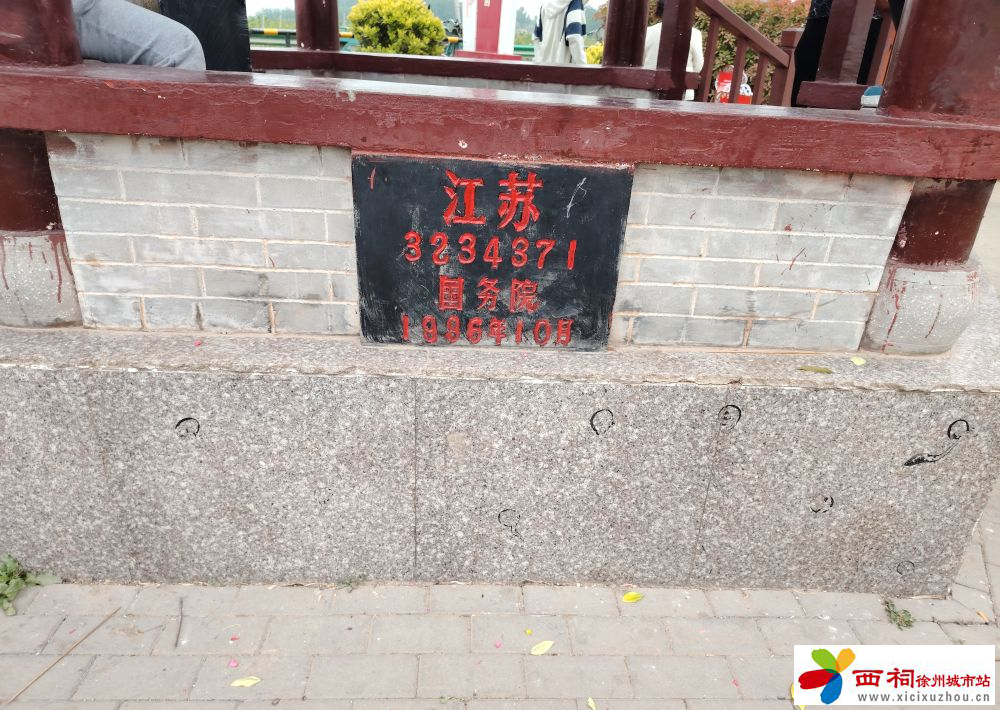 江苏
3234371
国务院
1996年10月
西祠徐州城市站
www.xicixuzhou.cn